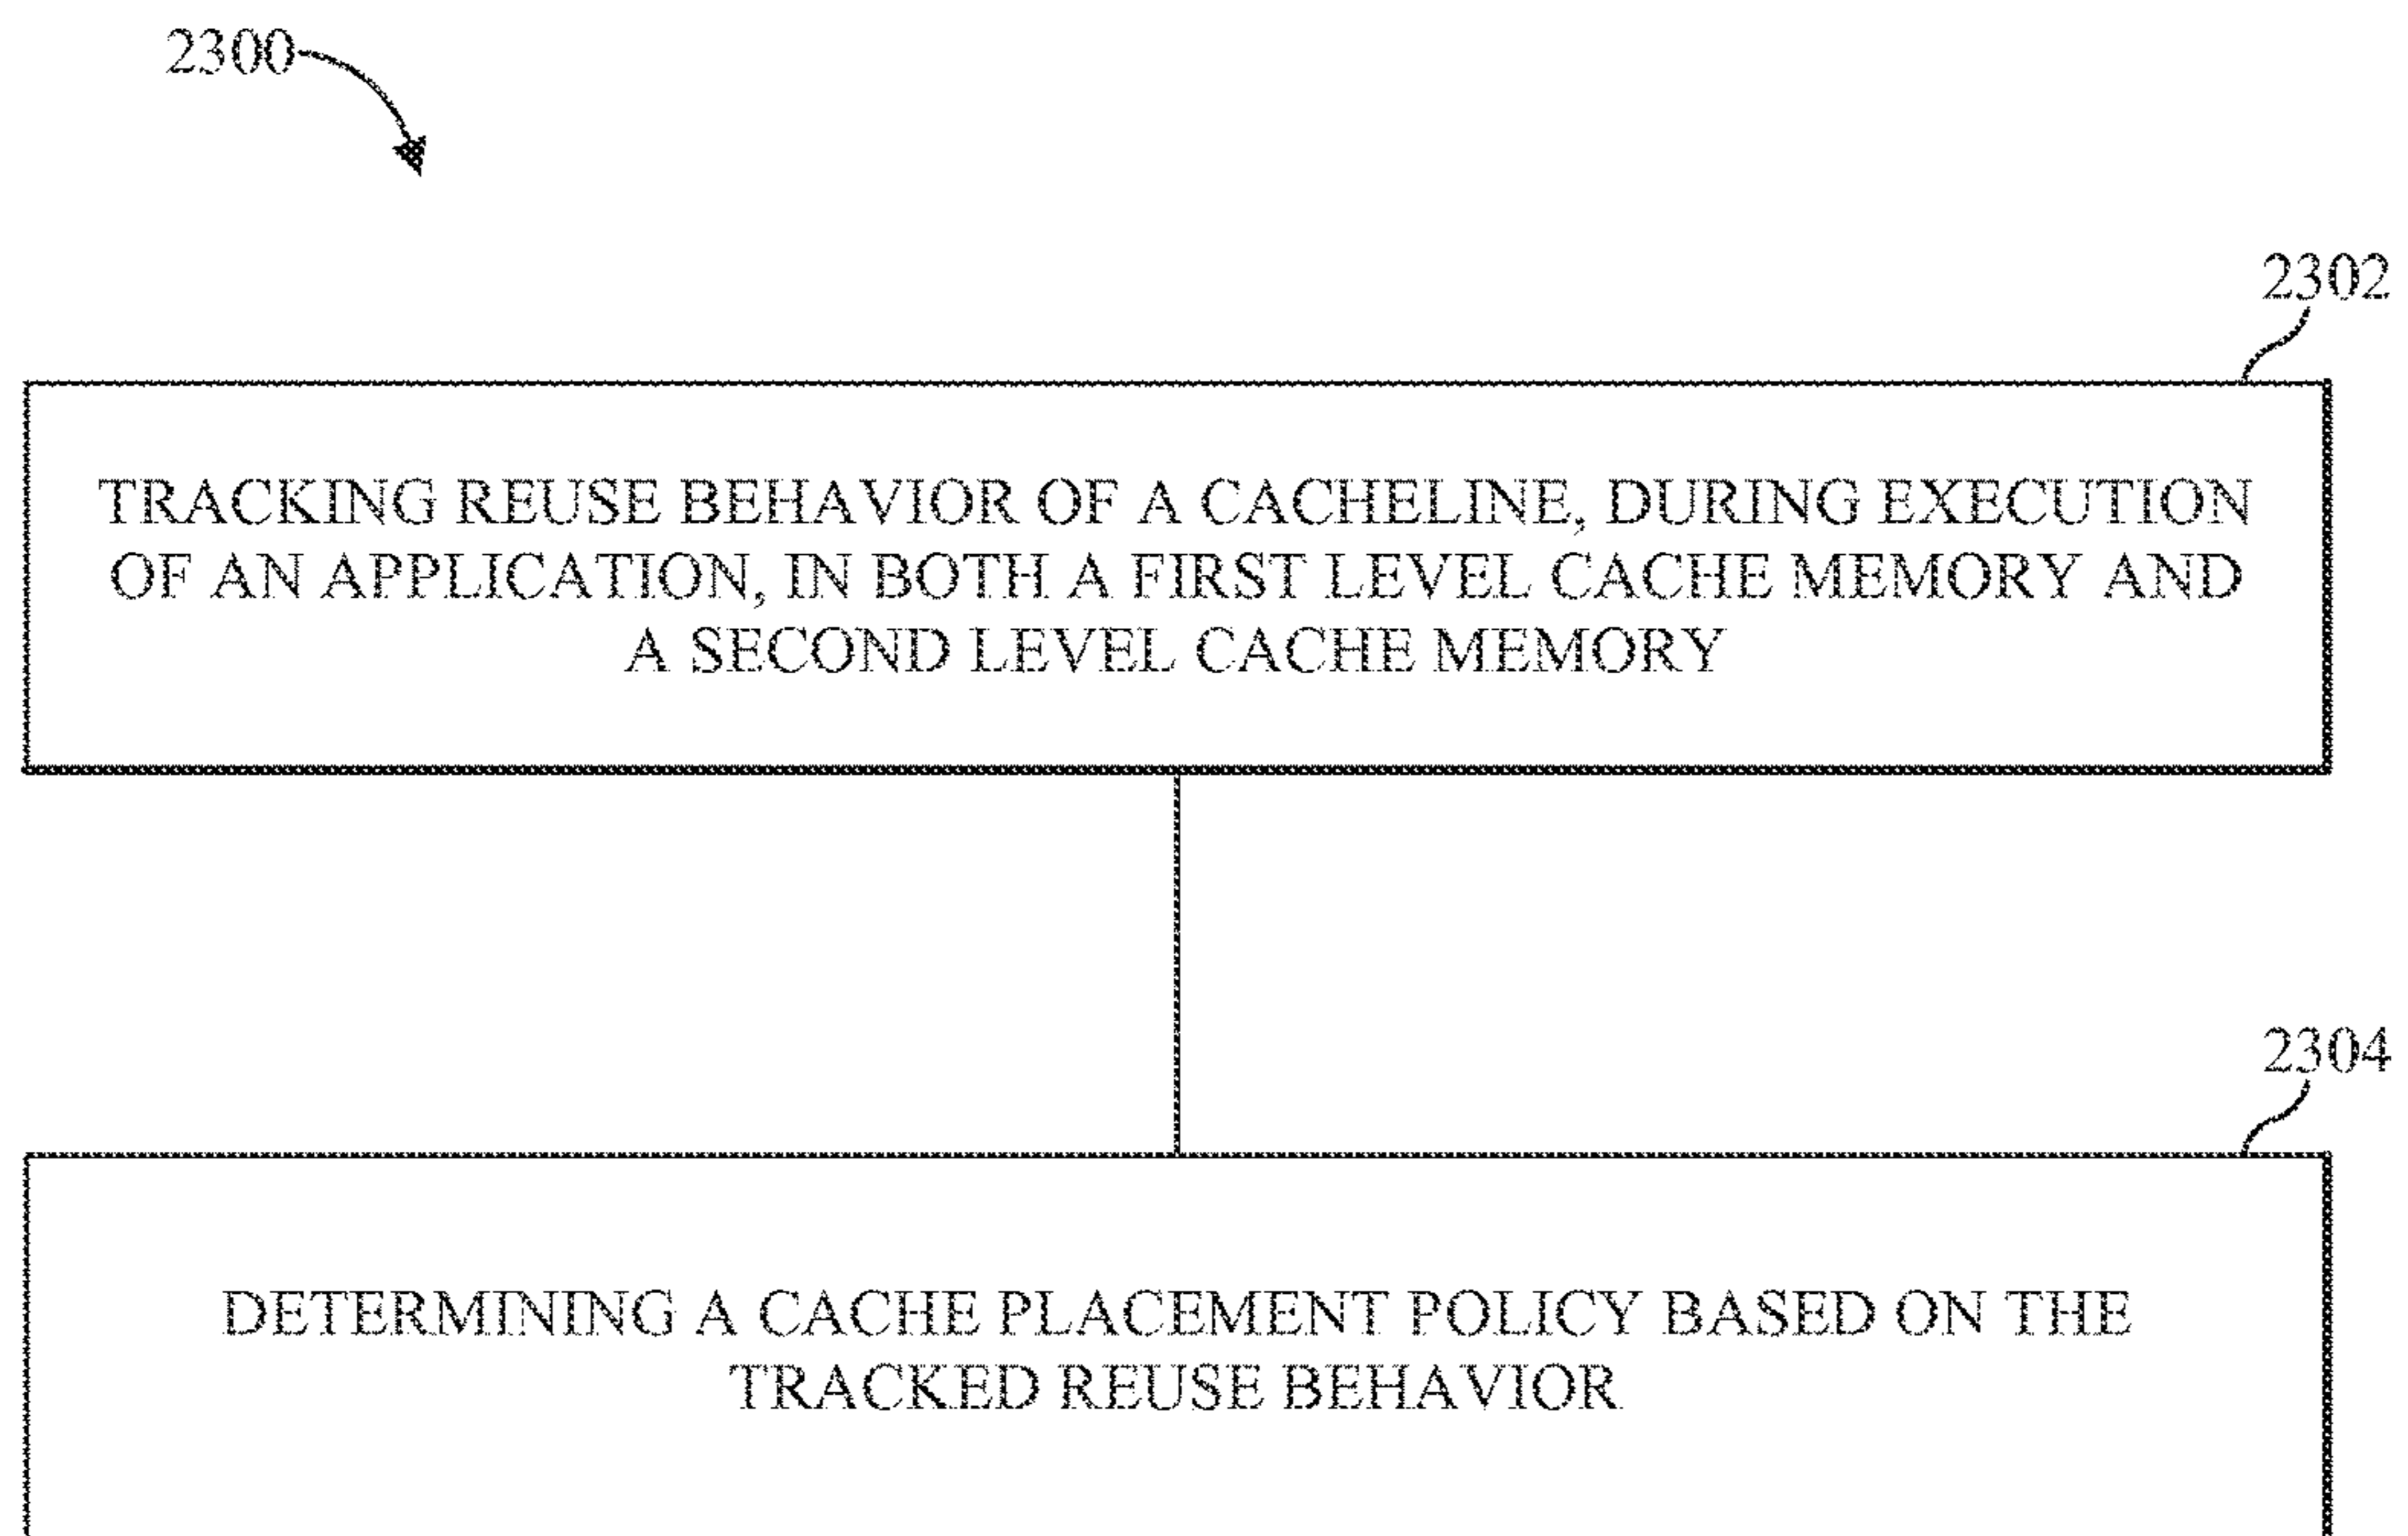 2300
2302
TRACKING REUSE BEHAVIOR OF A CACHELINE, DURING EXECUTION
OF AN APPLICATION, IN BOTH A FIRST LEVEL CACHE MEMORY AND
A SECOND LEVEL CACHE MEMORY
2304
DETERMINING A CACHE PLACEMENT POLICY BASED ON THE
TRACKED REUSE BEHAVIOR